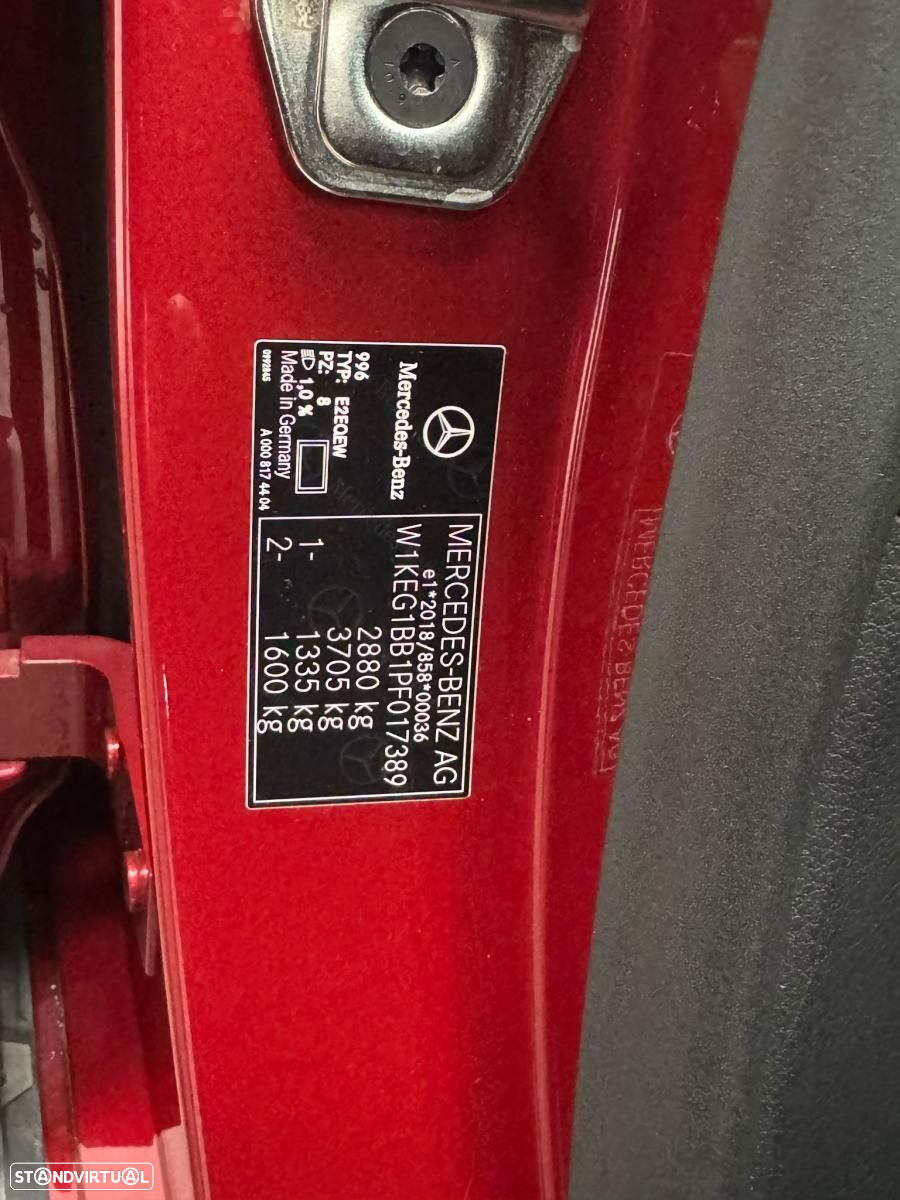 Mercedes-Benz
996
TYP: E2EQEW
PZ: 8
1,0 %
Made in Germany
0992845 A 000 817 44 04
MERCEDES-BENZ AG
e1*2018/858*00036
W1KEG1BB1PF017389
2880 kg
3705 kg
1- 1335 kg
2- 1600 kg
STANDVIRTUAL